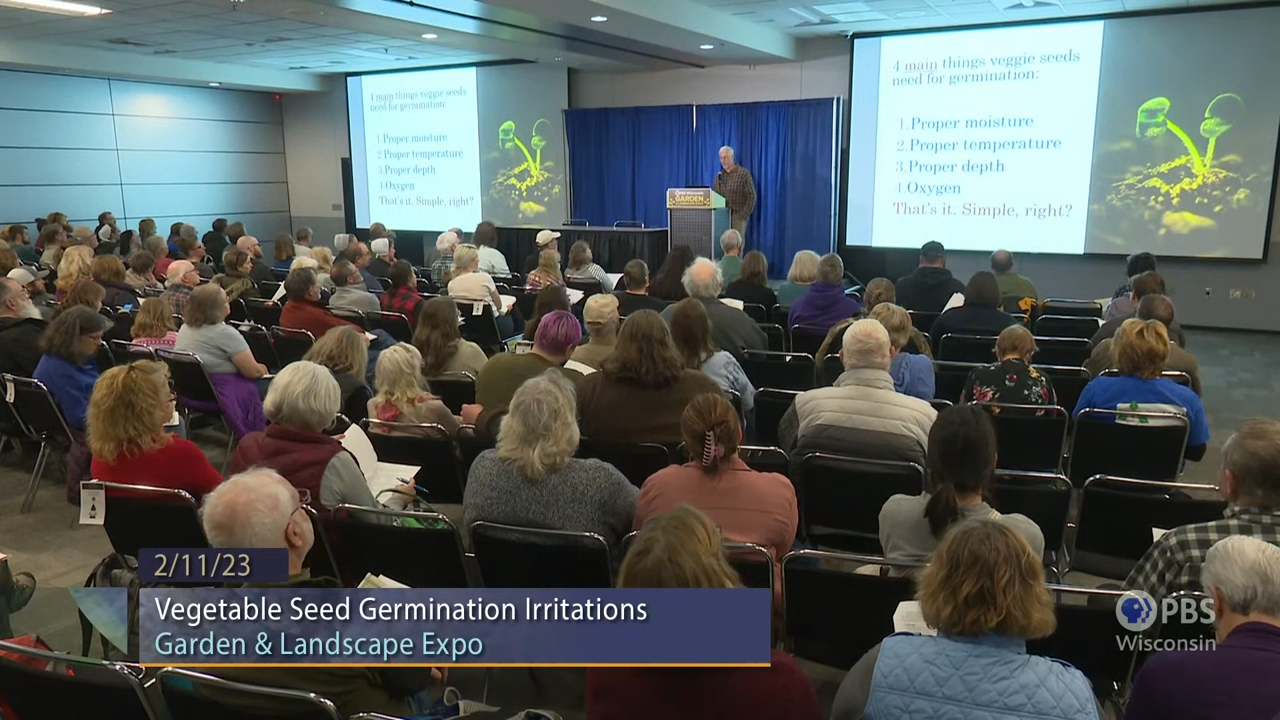 4 main things veggie seeds
need for germination:
1.Proper moisture
2.Proper temperature
3.Proper depth
4.Oxygen
That's it. Simple, right?
GARDEN
4 main things veggie seeds
need for germination:
1.Proper moisture
2.Proper temperature
3.Proper depth
4.Oxygen
That's it. Simple, right?
2/11/23
Vegetable Seed Germination Irritations
Garden & Landscape Expo
PBS
Wisconsin